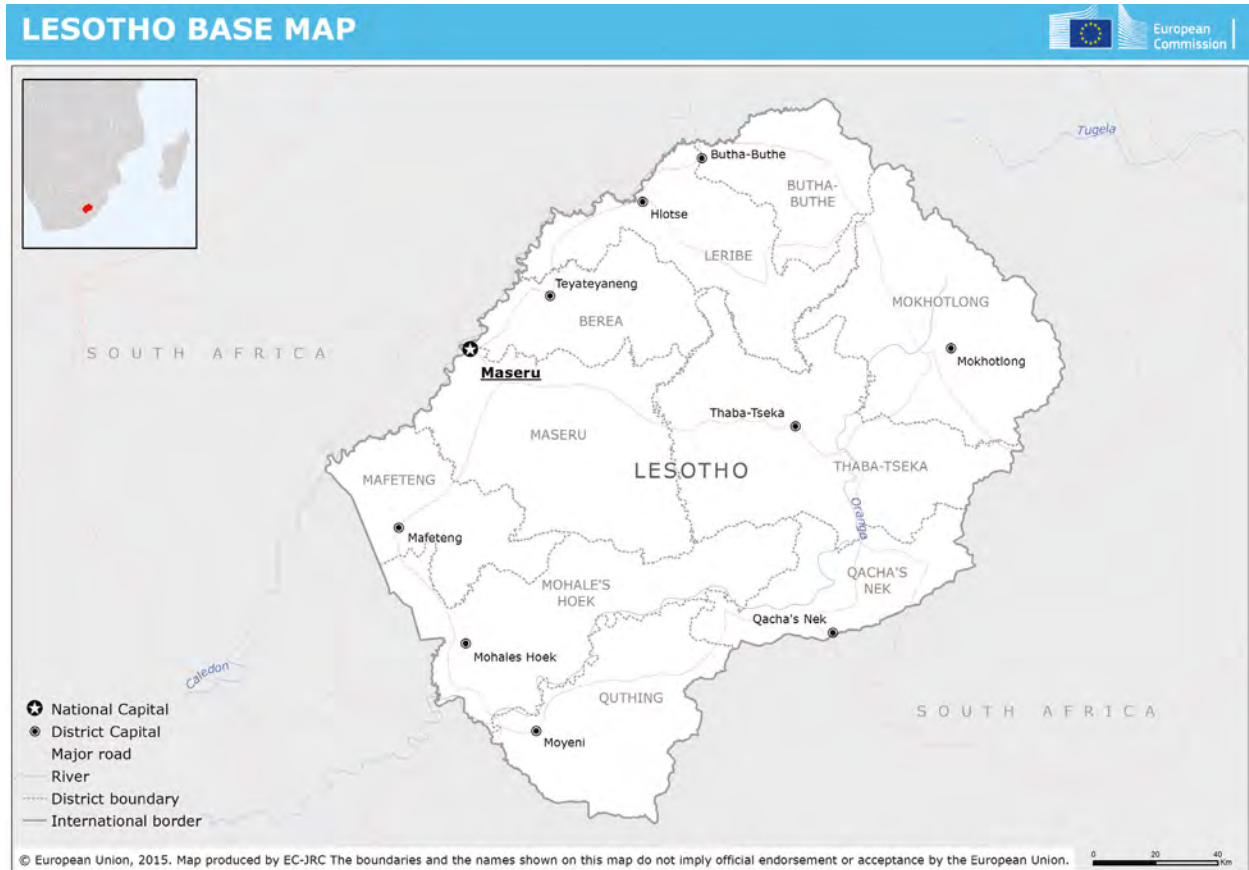 LESOTHO BASE MAP
European
Commission
Tugela
Butha-Buthe
BUTHA-
BUTHE
Hlotse
LERIBE
Teyateyaneng
BEREA
MOKHOTLONG
SOUTH AFRICA
Mokhotlong
Maseru
Thaba-Tseka
MASERU
LESOTHO
THABA-TSEKA
MAFETENG
Orange
Mafeteng
MOHALE'S
HOEK
QACHA'S
NEK
Qacha's Nek
Mohales Hoek
Caledon
QUTHING
SOUTH AFRICA
Moyeni
National Capital
District Capital
Major road
River
District boundary
International border
© European Union, 2015. Map produced by EC-JRC The boundaries and the names shown on this map do not imply official endorsement or acceptance by the European Union.
0 20 40
Km